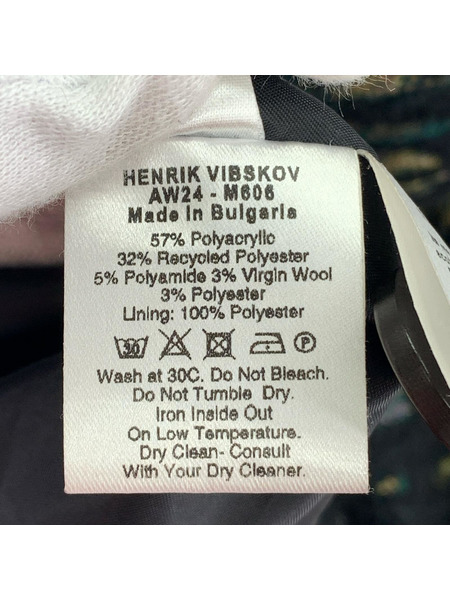 HENRIK VIBSKOV
AW24 - M606
Made in Bulgaria
57% Polyacrylic
32% Recycled Polyester
5% Polyamide 3% Virgin Wool
3% Polyester
Lining: 100% Polyester
30 P
Wash at 30C. Do Not Bleach.
Do Not Tumble Dry.
Iron Inside Out
On Low Temperature.
Dry Clean- Consult
With Your Dry Cleaner.